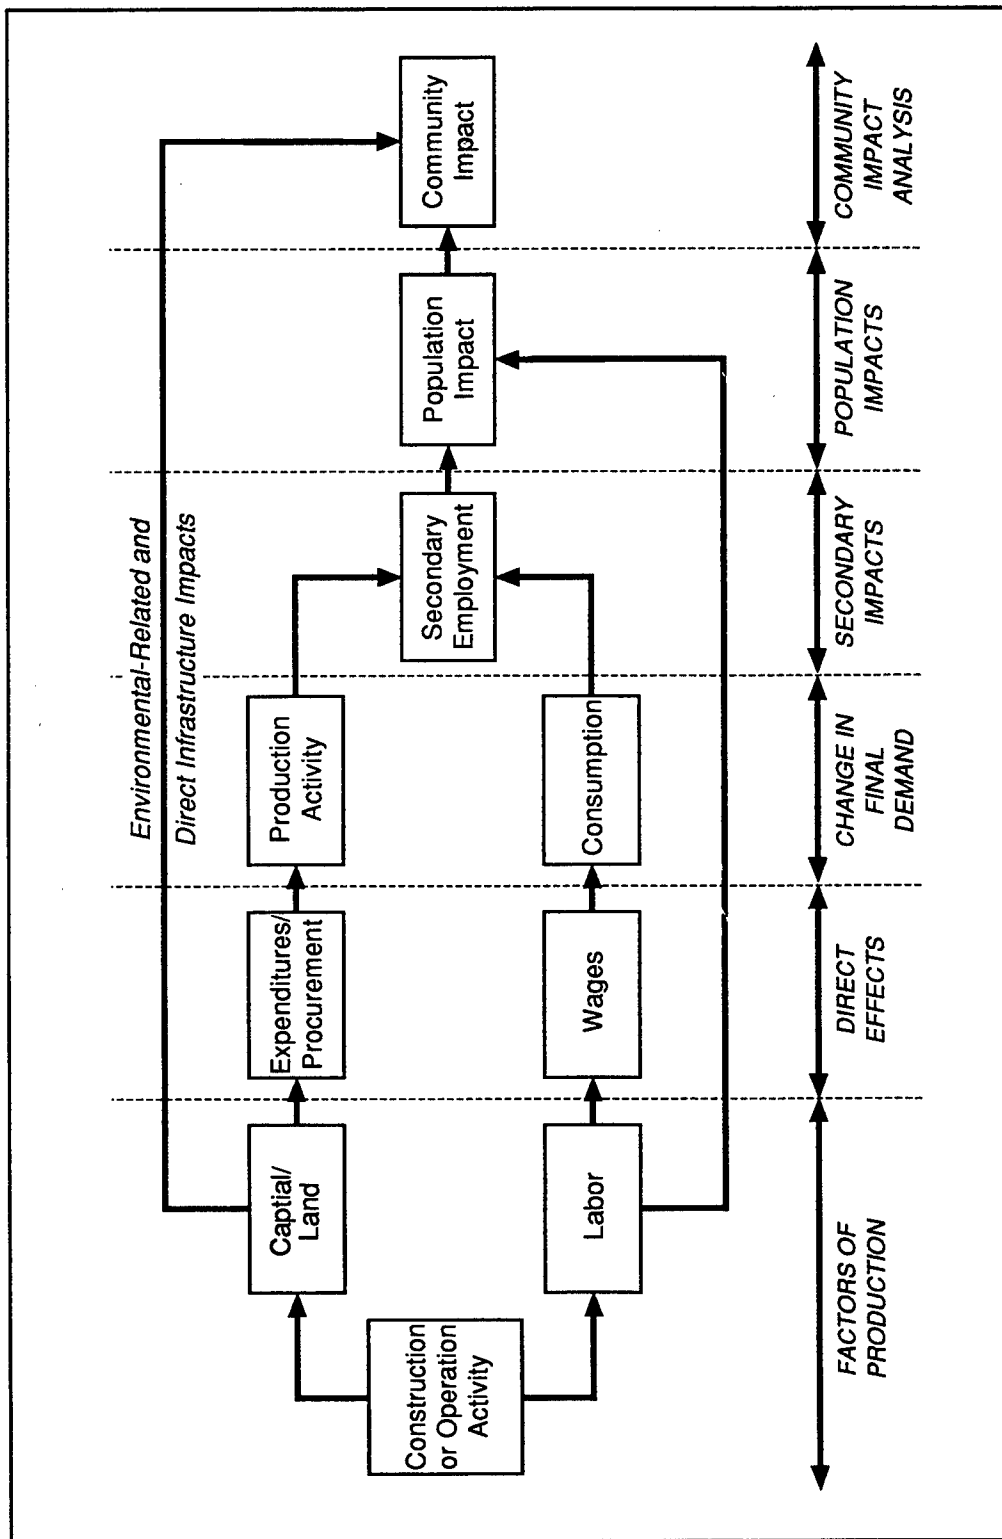 Environmental-Related and
Direct Infrastructure Impacts
Construction
or Operation
Activity
Captial/
Land
Expenditures/
Procurement
Production
Activity
Labor
Wages
Consumption
Secondary
Employment
Population
Impact
Community
Impact
FACTORS OF
PRODUCTION
DIRECT
EFFECTS
CHANGE IN
FINAL
DEMAND
SECONDARY
IMPACTS
POPULATION
IMPACTS
COMMUNITY
IMPACT
ANALYSIS